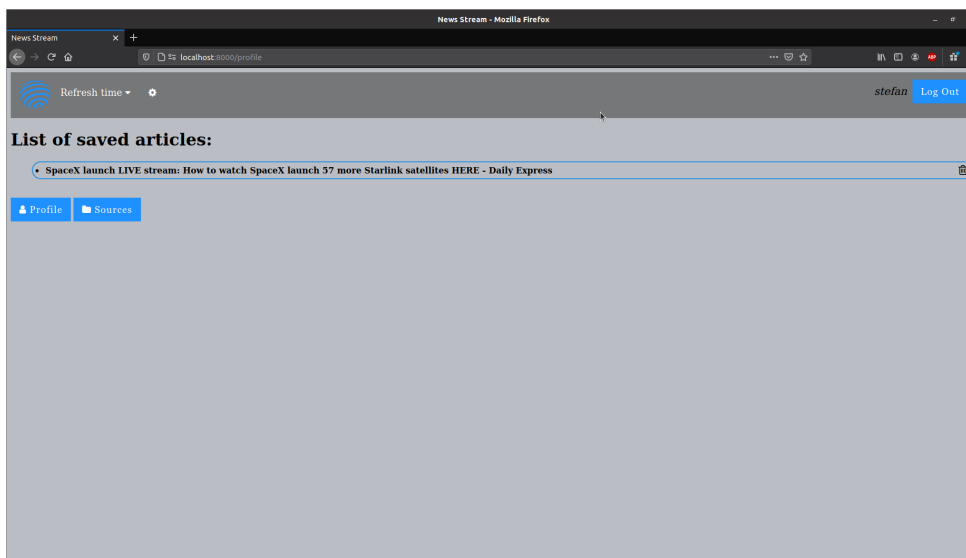 News Stream - Mozilla Firefox
News Stream
localhost:8000/profile
ABP
Refresh time
stefan
Log Out
List of saved articles:
• SpaceX launch LIVE stream: How to watch SpaceX launch 57 more Starlink satellites HERE - Daily Express
Profile
Sources